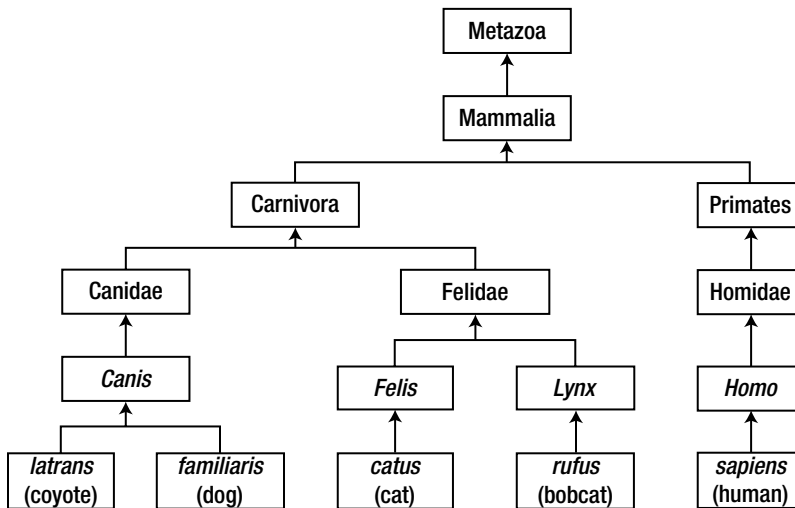 Metazoa
Mammalia
Carnivora
Primates
Canidae
Felidae
Homidae
Canis
Felis
Lynx
Homo
latrans
(coyote)
familiaris
(dog)
catus
(cat)
rufus
(bobcat)
sapiens
(human)